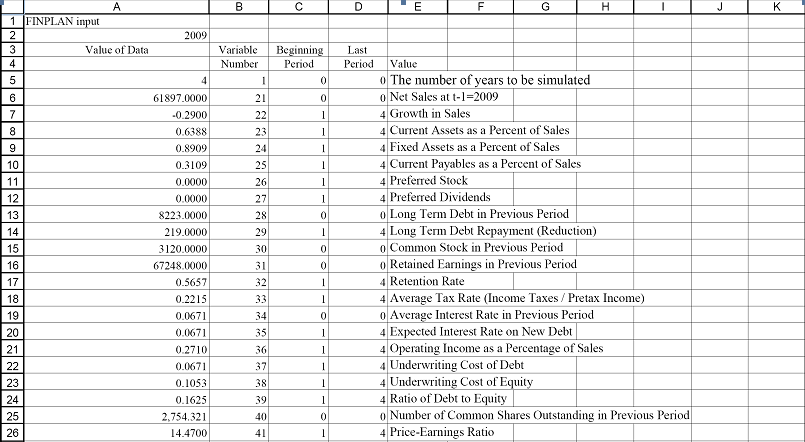 A B C D E F G H I J K
1 FINPLAN input
2 2009
3 Value of Data Variable Beginning Last
4 Number Period Period Value
5 4 1 0 0 The number of years to be simulated
6 61897.0000 21 0 0 Net Sales at t-1=2009
7 -0.2900 22 1 4 Growth in Sales
8 0.6388 23 1 4 Current Assets as a Percent of Sales
9 0.8909 24 1 4 Fixed Assets as a Percent of Sales
10 0.3109 25 1 4 Current Payables as a Percent of Sales
11 0.0000 26 1 4 Preferred Stock
12 0.0000 27 1 4 Preferred Dividends
13 8223.0000 28 0 0 Long Term Debt in Previous Period
14 219.0000 29 1 4 Long Term Debt Repayment (Reduction)
15 3120.0000 30 0 0 Common Stock in Previous Period
16 67248.0000 31 0 0 Retained Earnings in Previous Period
17 0.5657 32 1 4 Retention Rate
18 0.2215 33 1 4 Average Tax Rate (Income Taxes / Pretax Income)
19 0.0671 34 0 0 Average Interest Rate in Previous Period
20 0.0671 35 1 4 Expected Interest Rate on New Debt
21 0.2710 36 1 4 Operating Income as a Percentage of Sales
22 0.0671 37 1 4 Underwriting Cost of Debt
23 0.1053 38 1 4 Underwriting Cost of Equity
24 0.1625 39 1 4 Ratio of Debt to Equity
25 2,754.321 40 0 0 Number of Common Shares Outstanding in Previous Period
26 14.4700 41 1 4 Price-Earnings Ratio